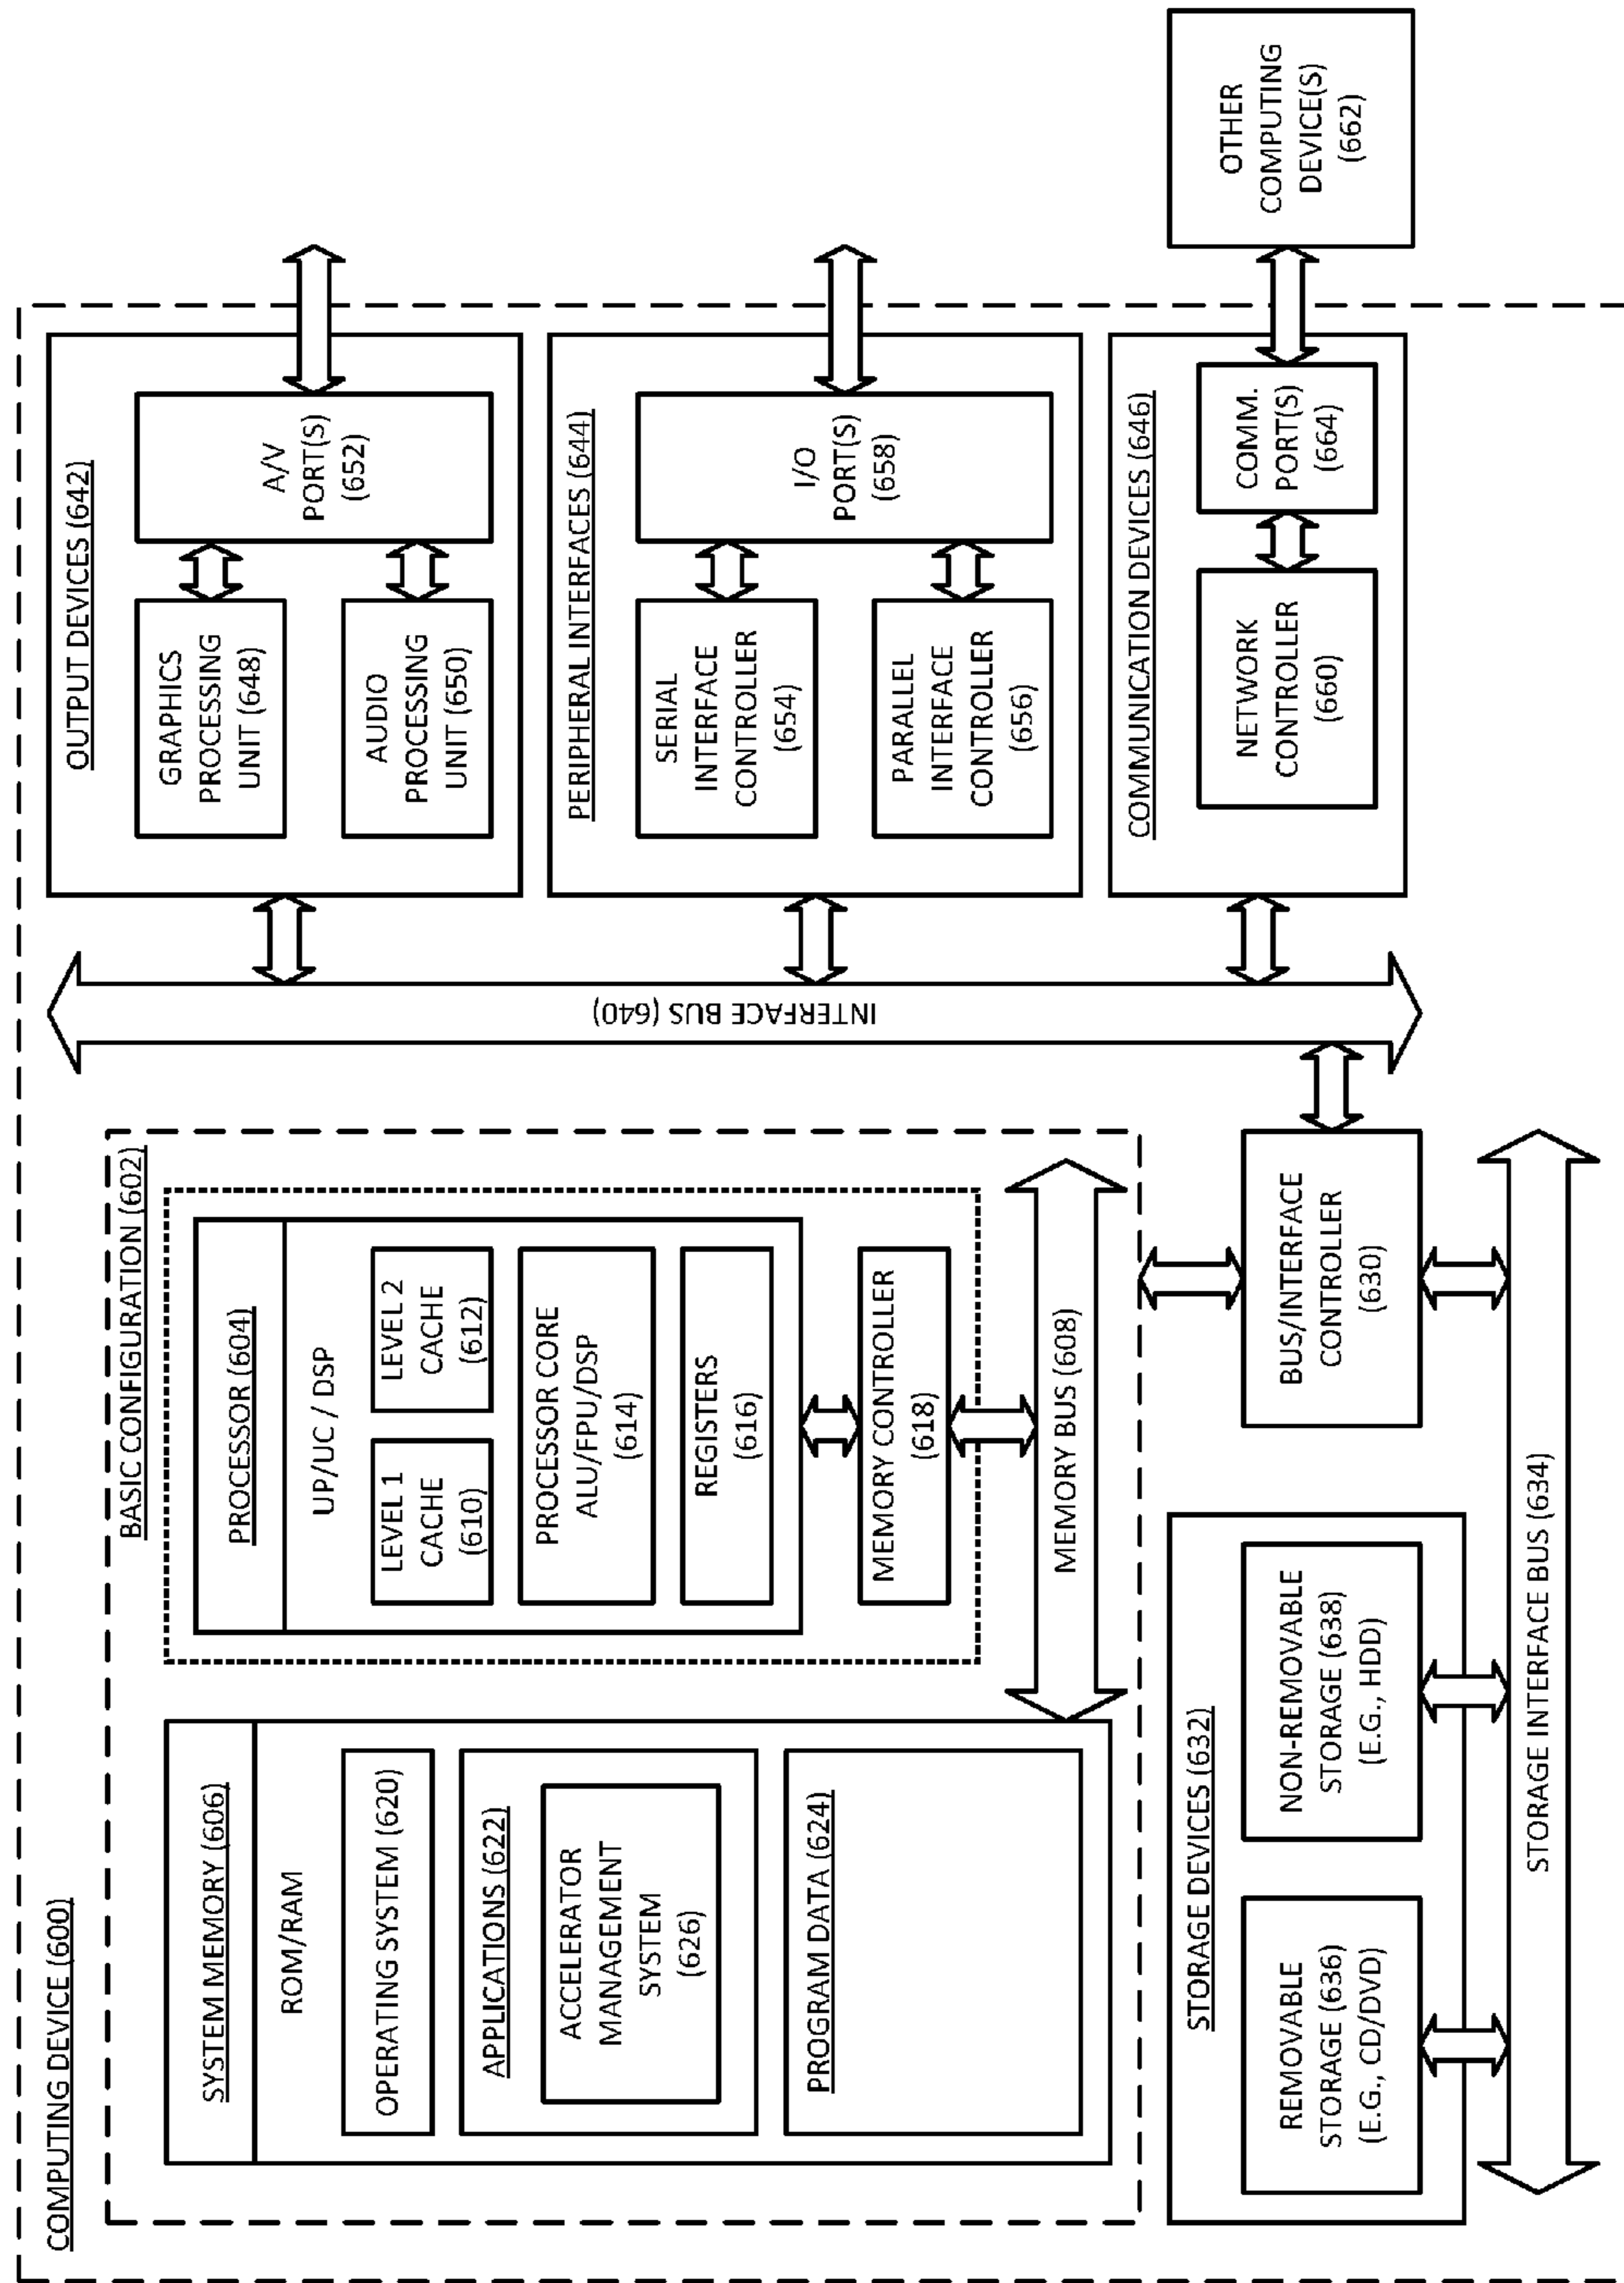 COMPUTING DEVICE (600)
BASIC CONFIGURATION (602)
SYSTEM MEMORY (606)
ROM/RAM
OPERATING SYSTEM (620)
APPLICATIONS (622)
ACCELERATOR
MANAGEMENT
SYSTEM
(626)
PROGRAM DATA (624)
PROCESSOR (604)
UP/UC / DSP
LEVEL 1
CACHE
(610)
LEVEL 2
CACHE
(612)
PROCESSOR CORE
ALU/FPU/DSP
(614)
REGISTERS
(616)
MEMORY CONTROLLER
(618)
MEMORY BUS (608)
BUS/INTERFACE
CONTROLLER
(630)
STORAGE DEVICES (632)
REMOVABLE
STORAGE (636)
(E.G., CD/DVD)
NON-REMOVABLE
STORAGE (638)
(E.G., HDD)
STORAGE INTERFACE BUS (634)
INTERFACE BUS (640)
OUTPUT DEVICES (642)
GRAPHICS
PROCESSING
UNIT (648)
AUDIO
PROCESSING
UNIT (650)
A/V
PORT(S)
(652)
PERIPHERAL INTERFACES (644)
SERIAL
INTERFACE
CONTROLLER
(654)
PARALLEL
INTERFACE
CONTROLLER
(656)
I/O
PORT(S)
(658)
COMMUNICATION DEVICES (646)
NETWORK
CONTROLLER
(660)
COMM.
PORT(S)
(664)
OTHER
COMPUTING
DEVICE(S)
(662)